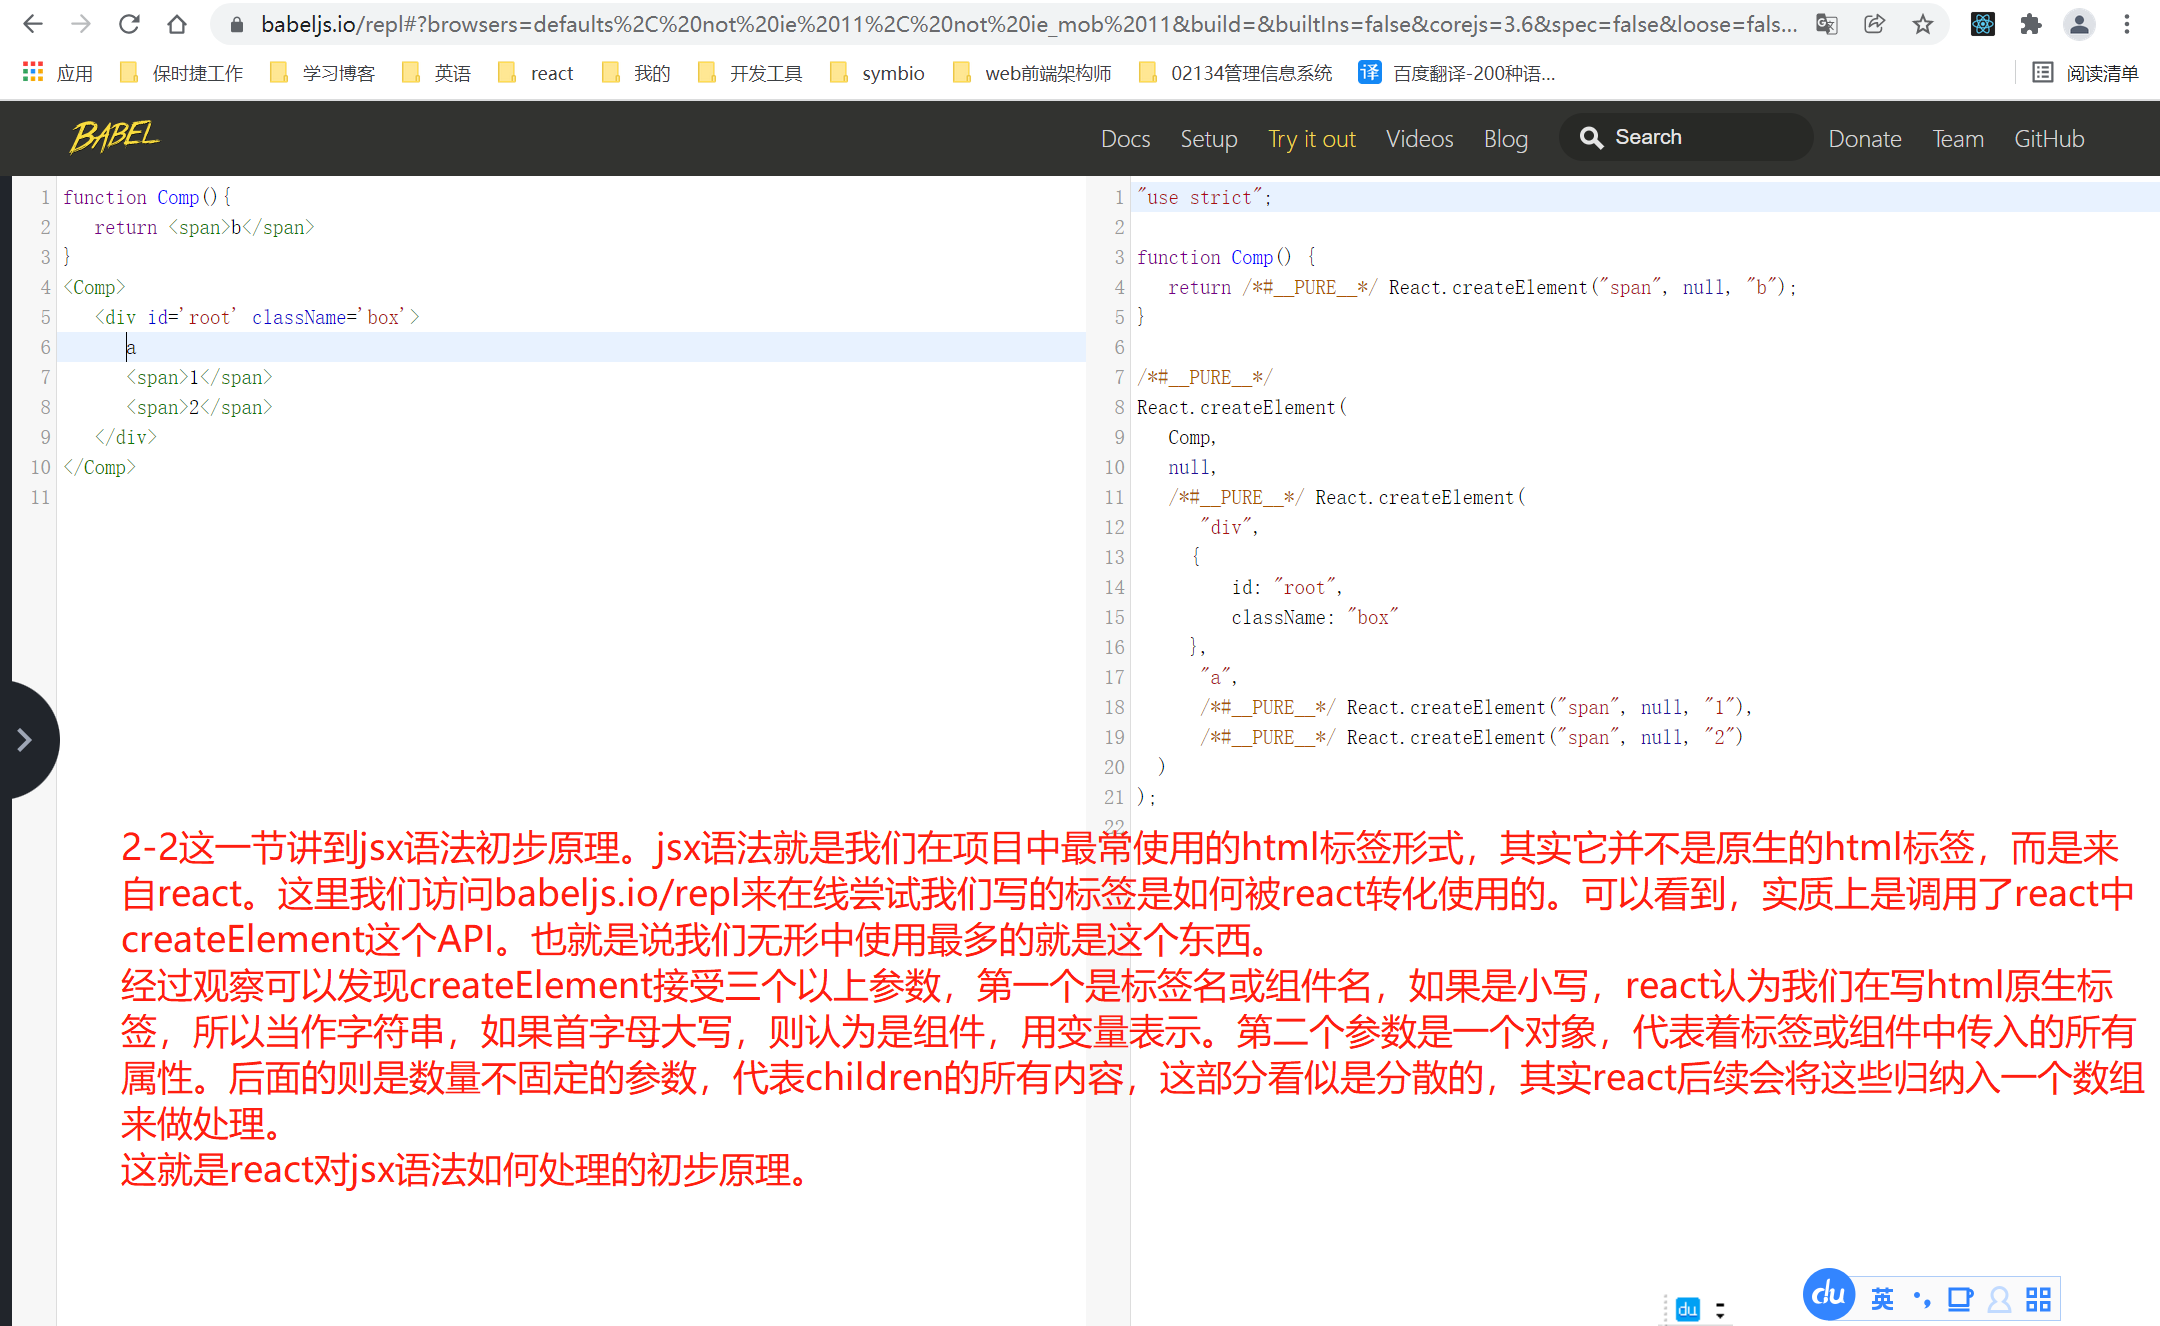 babeljs.io/repl#?browsers=defaults%2C%20not%20ie%2011%2C%20not%20ie_mob%2011&build=&builtIns=false&corejs=3.6&spec=false&loose=fals...
应用 保时捷工作 学习博客 英语 react 我的 开发工具 symbio web前端架构师 02134管理信息系统 译 百度翻译-200种语... 阅读清单
BABEL Docs Setup Try it out Videos Blog Search Donate Team GitHub
1 function Comp(){
2    return <span>b</span>
3 }
4 <Comp>
5    <div id='root' className='box'>
6       a
7       <span>1</span>
8       <span>2</span>
9    </div>
10 </Comp>
11
1 "use strict";
2
3 function Comp() {
4    return /*#__PURE__*/ React.createElement("span", null, "b");
5 }
6
7 /*#__PURE__*/
8 React.createElement(
9    Comp,
10    null,
11    /*#__PURE__*/ React.createElement(
12       "div",
13      {
14          id: "root",
15          className: "box"
16      },
17       "a",
18       /*#__PURE__*/ React.createElement("span", null, "1"),
19       /*#__PURE__*/ React.createElement("span", null, "2")
20   )
21 );
22
2-2这一节讲到jsx语法初步原理。jsx语法就是我们在项目中最常使用的html标签形式，其实它并不是原生的html标签，而是来
自react。这里我们访问babeljs.io/repl来在线尝试我们写的标签是如何被react转化使用的。可以看到，实质上是调用了react中
createElement这个API。也就是说我们无形中使用最多的就是这个东西。
经过观察可以发现createElement接受三个以上参数，第一个是标签名或组件名，如果是小写，react认为我们在写html原生标
签，所以当作字符串，如果首字母大写，则认为是组件，用变量表示。第二个参数是一个对象，代表着标签或组件中传入的所有
属性。后面的则是数量不固定的参数，代表children的所有内容，这部分看似是分散的，其实react后续会将这些归纳入一个数组
来做处理。
这就是react对jsx语法如何处理的初步原理。
du du 英